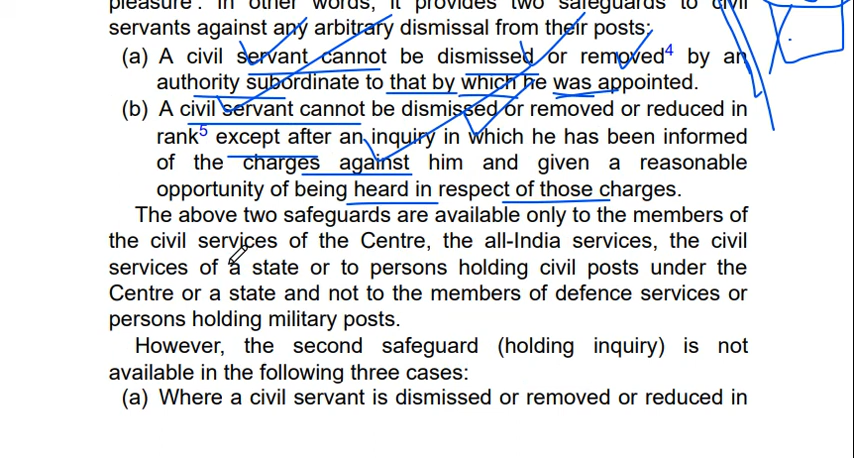 pleasure'. In other words, it provides two safeguards to civil
servants against any arbitrary dismissal from their posts:
(a) A civil servant cannot be dismissed or removed4 by an
authority subordinate to that by which he was appointed.
(b) A civil servant cannot be dismissed or removed or reduced in
rank5 except after an inquiry in which he has been informed
of the charges against him and given a reasonable
opportunity of being heard in respect of those charges.
The above two safeguards are available only to the members of
the civil services of the Centre, the all-India services, the civil
services of a state or to persons holding civil posts under the
Centre or a state and not to the members of defence services or
persons holding military posts.
However, the second safeguard (holding inquiry) is not
available in the following three cases:
(a) Where a civil servant is dismissed or removed or reduced in